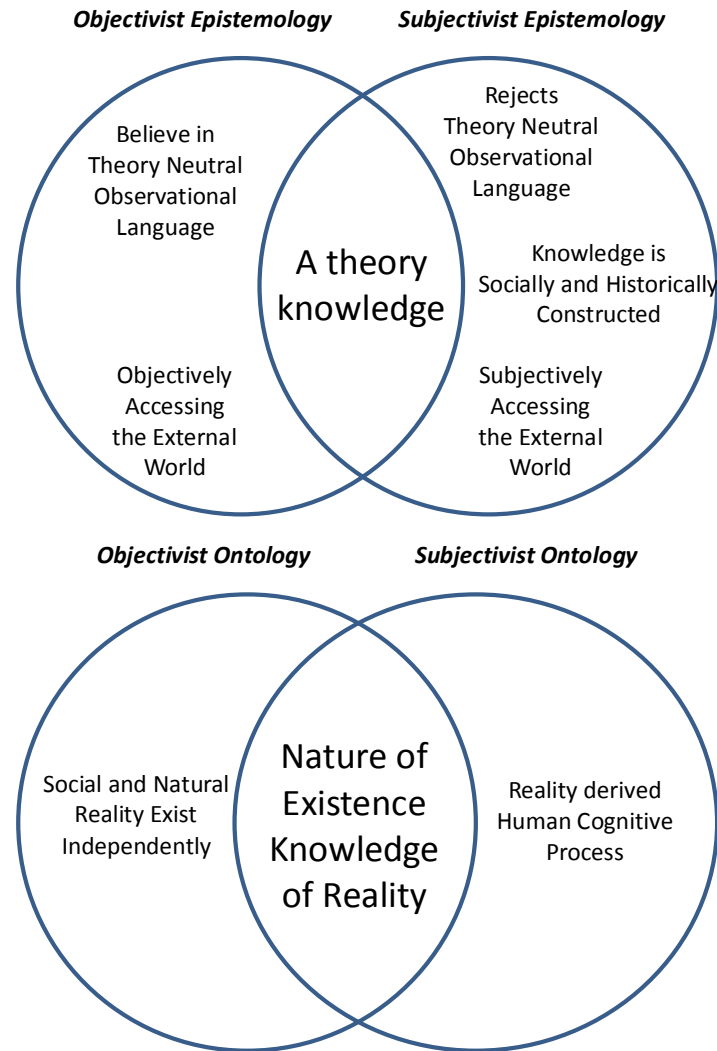 Objectivist Epistemology
Subjectivist Epistemology
Believe in
Theory Neutral
Observational
Language
Objectively
Accessing
the External
World
A theory
knowledge
Rejects
Theory Neutral
Observational
Language
Knowledge is
Socially and Historically
Constructed
Subjectively
Accessing
the External
World
Objectivist Ontology
Subjectivist Ontology
Social and Natural
Reality Exist
Independently
Nature of
Existence
Knowledge
of Reality
Reality derived
Human Cognitive
Process